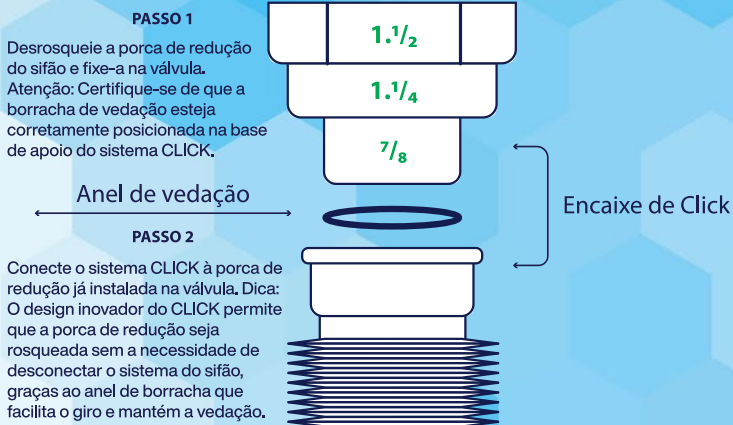 PASSO 1
Desrosqueie a porca de redução
do sifão e fixe-a na válvula.
Atenção: Certifique-se de que a
borracha de vedação esteja
corretamente posicionada na base
de apoio do sistema CLICK.
Anel de vedação
PASSO 2
Conecte o sistema CLICK à porca de
redução já instalada na válvula. Dica:
O design inovador do CLICK permite
que a porca de redução seja
rosqueada sem a necessidade de
desconectar o sistema do sifão,
graças ao anel de borracha que
facilita o giro e mantém a vedação.
1.¹/₂
1.¹/₄
⁷/₈
Encaixe de Click